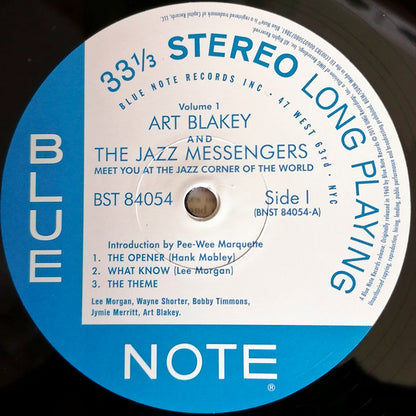 33⅓ STEREO LONG PLAYING
BLUE NOTE RECORDS INC • 47 WEST 63rd • NYC
Volume 1
ART BLAKEY
AND
THE JAZZ MESSENGERS
MEET YOU AT THE JAZZ CORNER OF THE WORLD
BST 84054
Side I
(BNST 84054-A)
Introduction by Pee-Wee Marquette
1. THE OPENER (Hank Mobley)
2. WHAT KNOW (Lee Morgan)
3. THE THEME
Lee Morgan, Wayne Shorter, Bobby Timmons,
Jymie Merritt, Art Blakey.
BLUE
NOTE
®